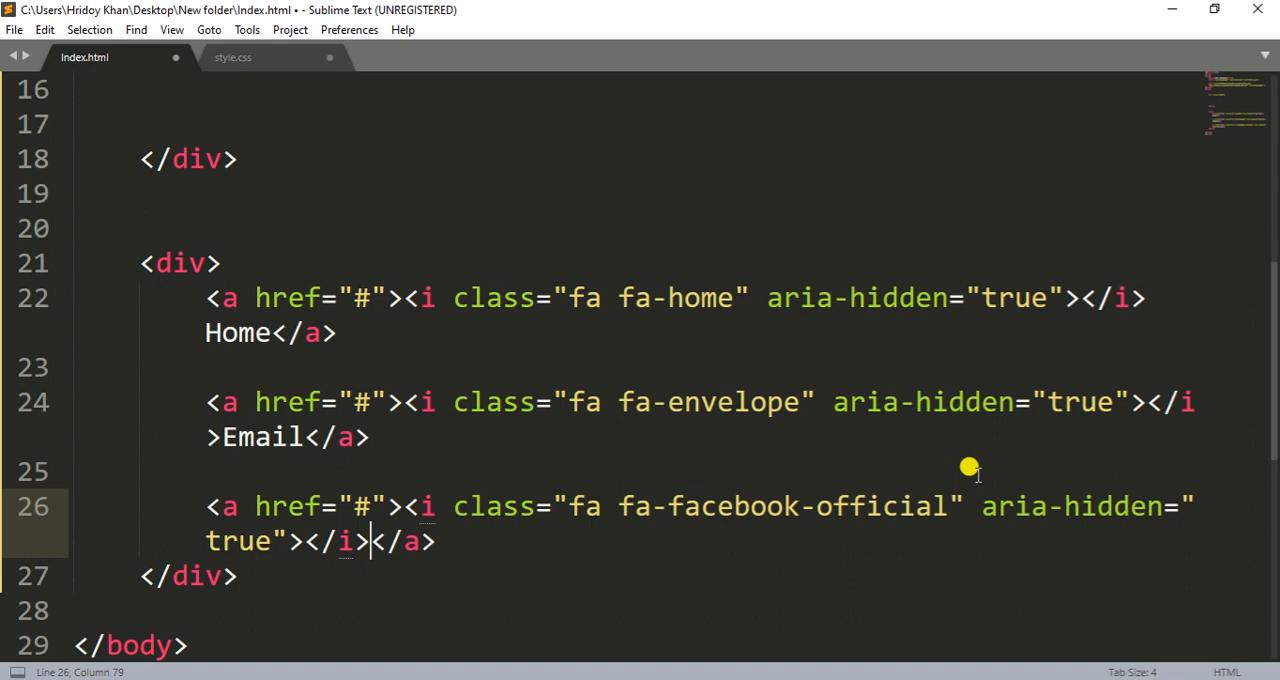 C:\Users\Hridoy Khan\Desktop\New folder\Index.html • - Sublime Text (UNREGISTERED)
File Edit Selection Find View Goto Tools Project Preferences Help
Index.html style.css
16
17
18 </div>
19
20
21 <div>
22 <a href="#"><i class="fa fa-home" aria-hidden="true"></i>
Home</a>
23
24 <a href="#"><i class="fa fa-envelope" aria-hidden="true"></i
>Email</a>
25
26 <a href="#"><i class="fa fa-facebook-official" aria-hidden="
true"></i></a>
27 </div>
28
29 </body>
Line 26, Column 79 Tab Size: 4 HTML